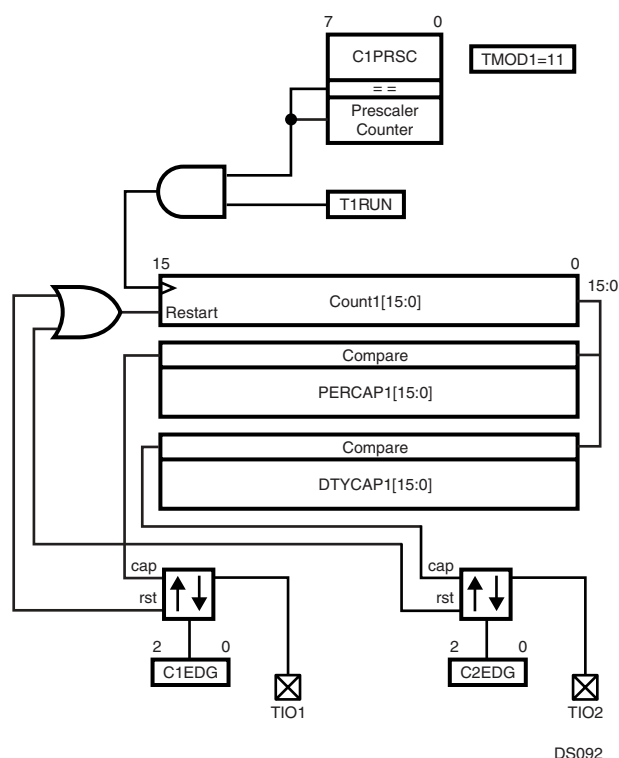 7 0
C1PRSC
TMOD1=11
= =
Prescaler
Counter
T1RUN
15 0
15:0
Count1[15:0]
Restart
Compare
PERCAP1[15:0]
Compare
DTYCAP1[15:0]
cap cap
rst rst
2 0 2 0
C1EDG C2EDG
TIO1 TIO2
DS092